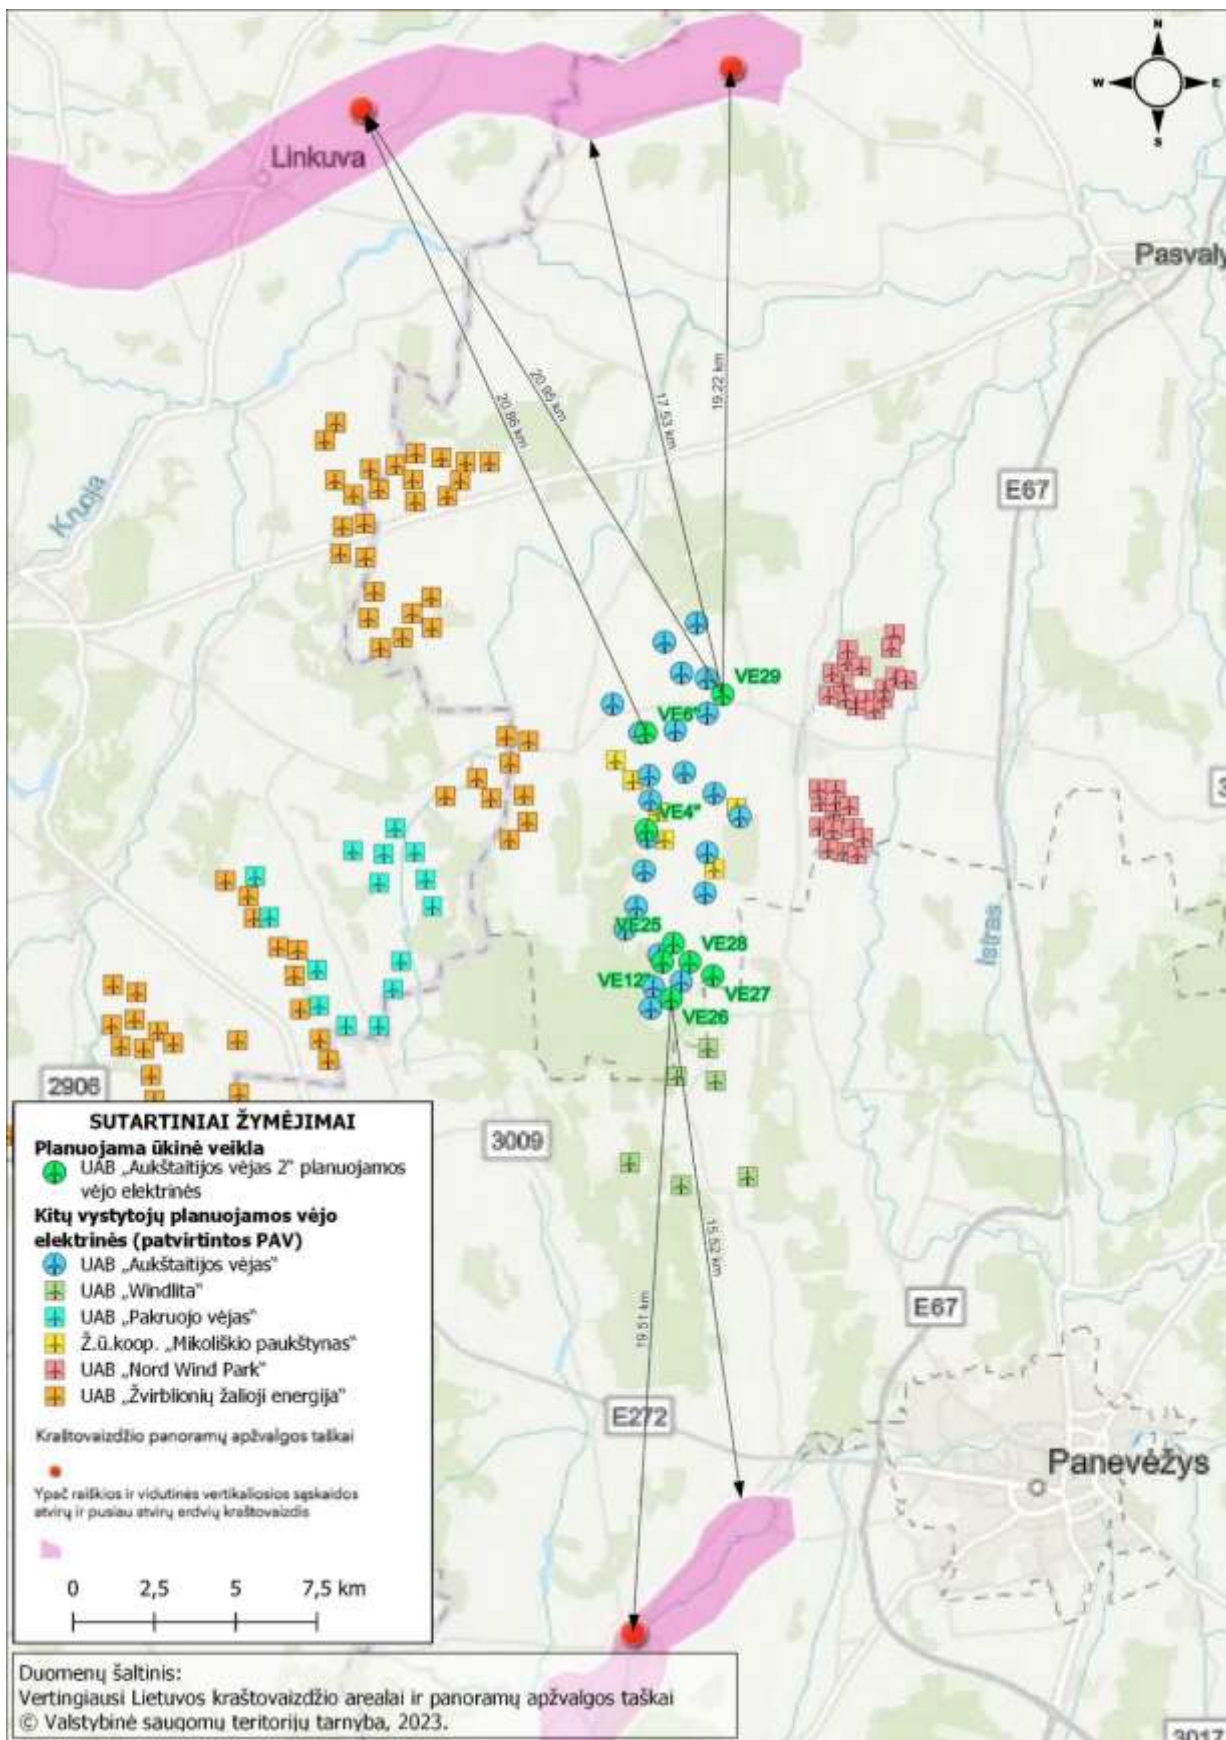 N
W
E
S
Linkuva
Pasvaly
20.95 km
20.86 km
17.53 km
19.22 km
E67
Kruoja
VE29
VE6"
VE4"
3
Istras
VE25
VE28
VE12"
VE27
VE26
2906
3009
15.52 km
19.51 km
E67
E272
Panevėžys
3017
SUTARTINIAI ŽYMĖJIMAI
Planuojama ūkinė veikla
UAB „Aukštaitijos vėjas 2" planuojamos
vėjo elektrinės
Kitų vystytojų planuojamos vėjo
elektrinės (patvirtintos PAV)
UAB „Aukštaitijos vėjas"
UAB „Windlita"
UAB „Pakruojo vėjas"
Ž.ū.koop. „Mikoliškio paukštynas"
UAB „Nord Wind Park"
UAB „Žvirblionių žalioji energija"
Kraštovaizdžio panoramų apžvalgos taškai
Ypač raiškios ir vidutinės vertikaliosios sąskaidos
atvirų ir pusiau atvirų erdvių kraštovaizdis
0 2,5 5 7,5 km
Duomenų šaltinis:
Vertingiausi Lietuvos kraštovaizdžio arealai ir panoramų apžvalgos taškai
© Valstybinė saugomų teritorijų tarnyba, 2023.